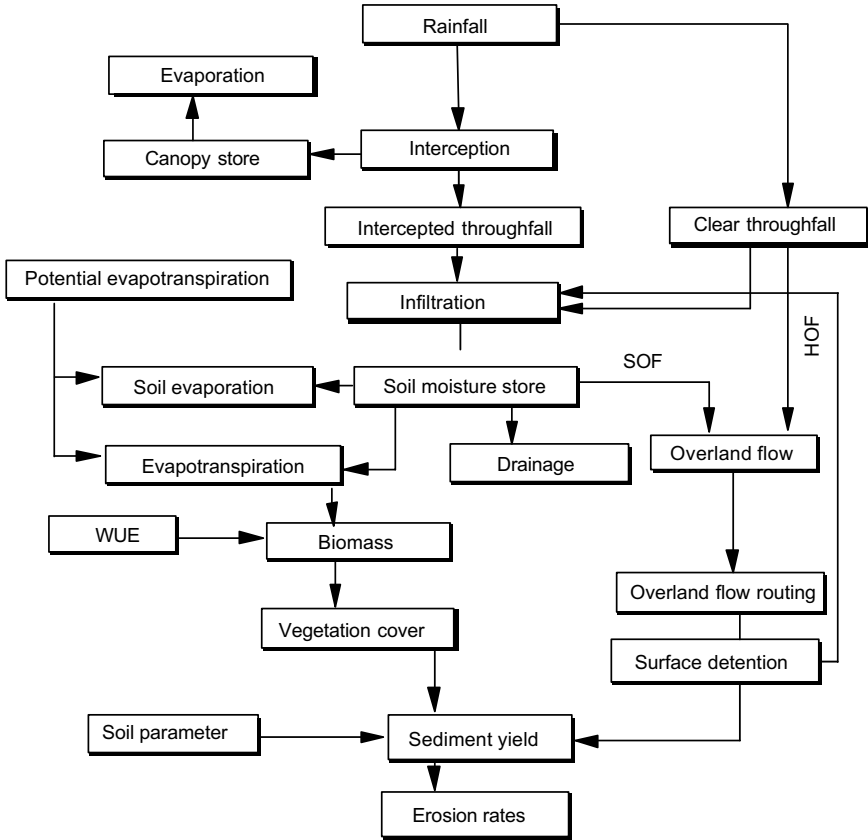 Rainfall
Evaporation
Canopy store
Interception
Intercepted throughfall
Clear throughfall
Potential evapotranspiration
Infiltration
HOF
SOF
Soil evaporation
Soil moisture store
Evapotranspiration
Drainage
Overland flow
WUE
Biomass
Overland flow routing
Vegetation cover
Surface detention
Soil parameter
Sediment yield
Erosion rates